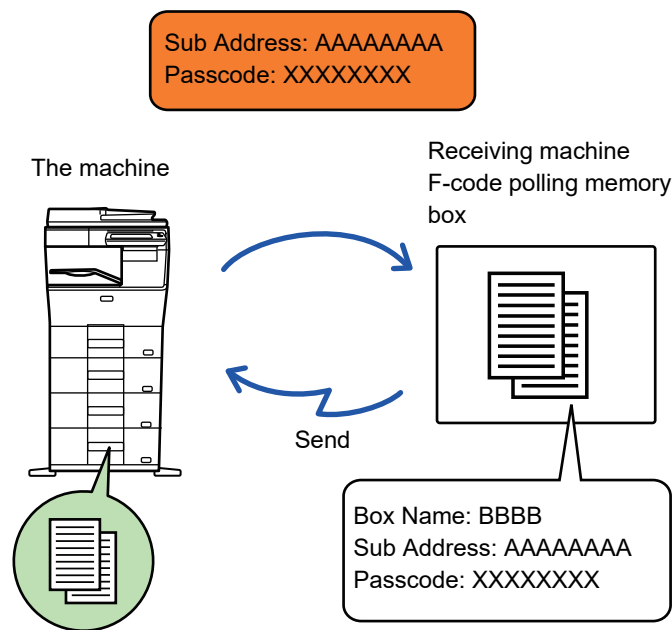 Sub Address: AAAAAAAA
Passcode: XXXXXXXX
The machine
Receiving machine
F-code polling memory
box
Send
Box Name: BBBB
Sub Address: AAAAAAAA
Passcode: XXXXXXXX